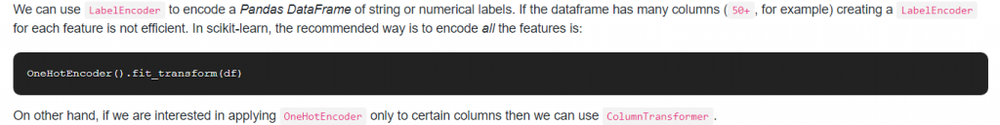 We can use LabelEncoder to encode a Pandas DataFrame of string or numerical labels. If the dataframe has many columns ( 50+ , for example) creating a LabelEncoder
for each feature is not efficient. In scikit-learn, the recommended way is to encode all the features is:
OneHotEncoder().fit_transform(df)
On other hand, if we are interested in applying OneHotEncoder only to certain columns then we can use ColumnTransformer .